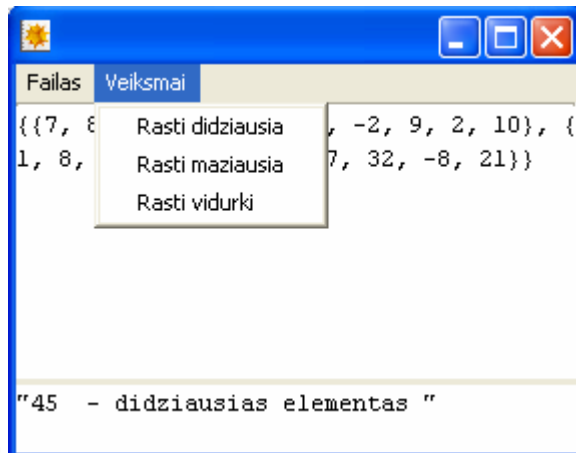 Failas Veiksmai
{{7, 8 , -2, 9, 2, 10}, {
1, 8, 7, 32, -8, 21}}
Rasti didziausia
Rasti maziausia
Rasti vidurki
"45 - didziausias elementas "